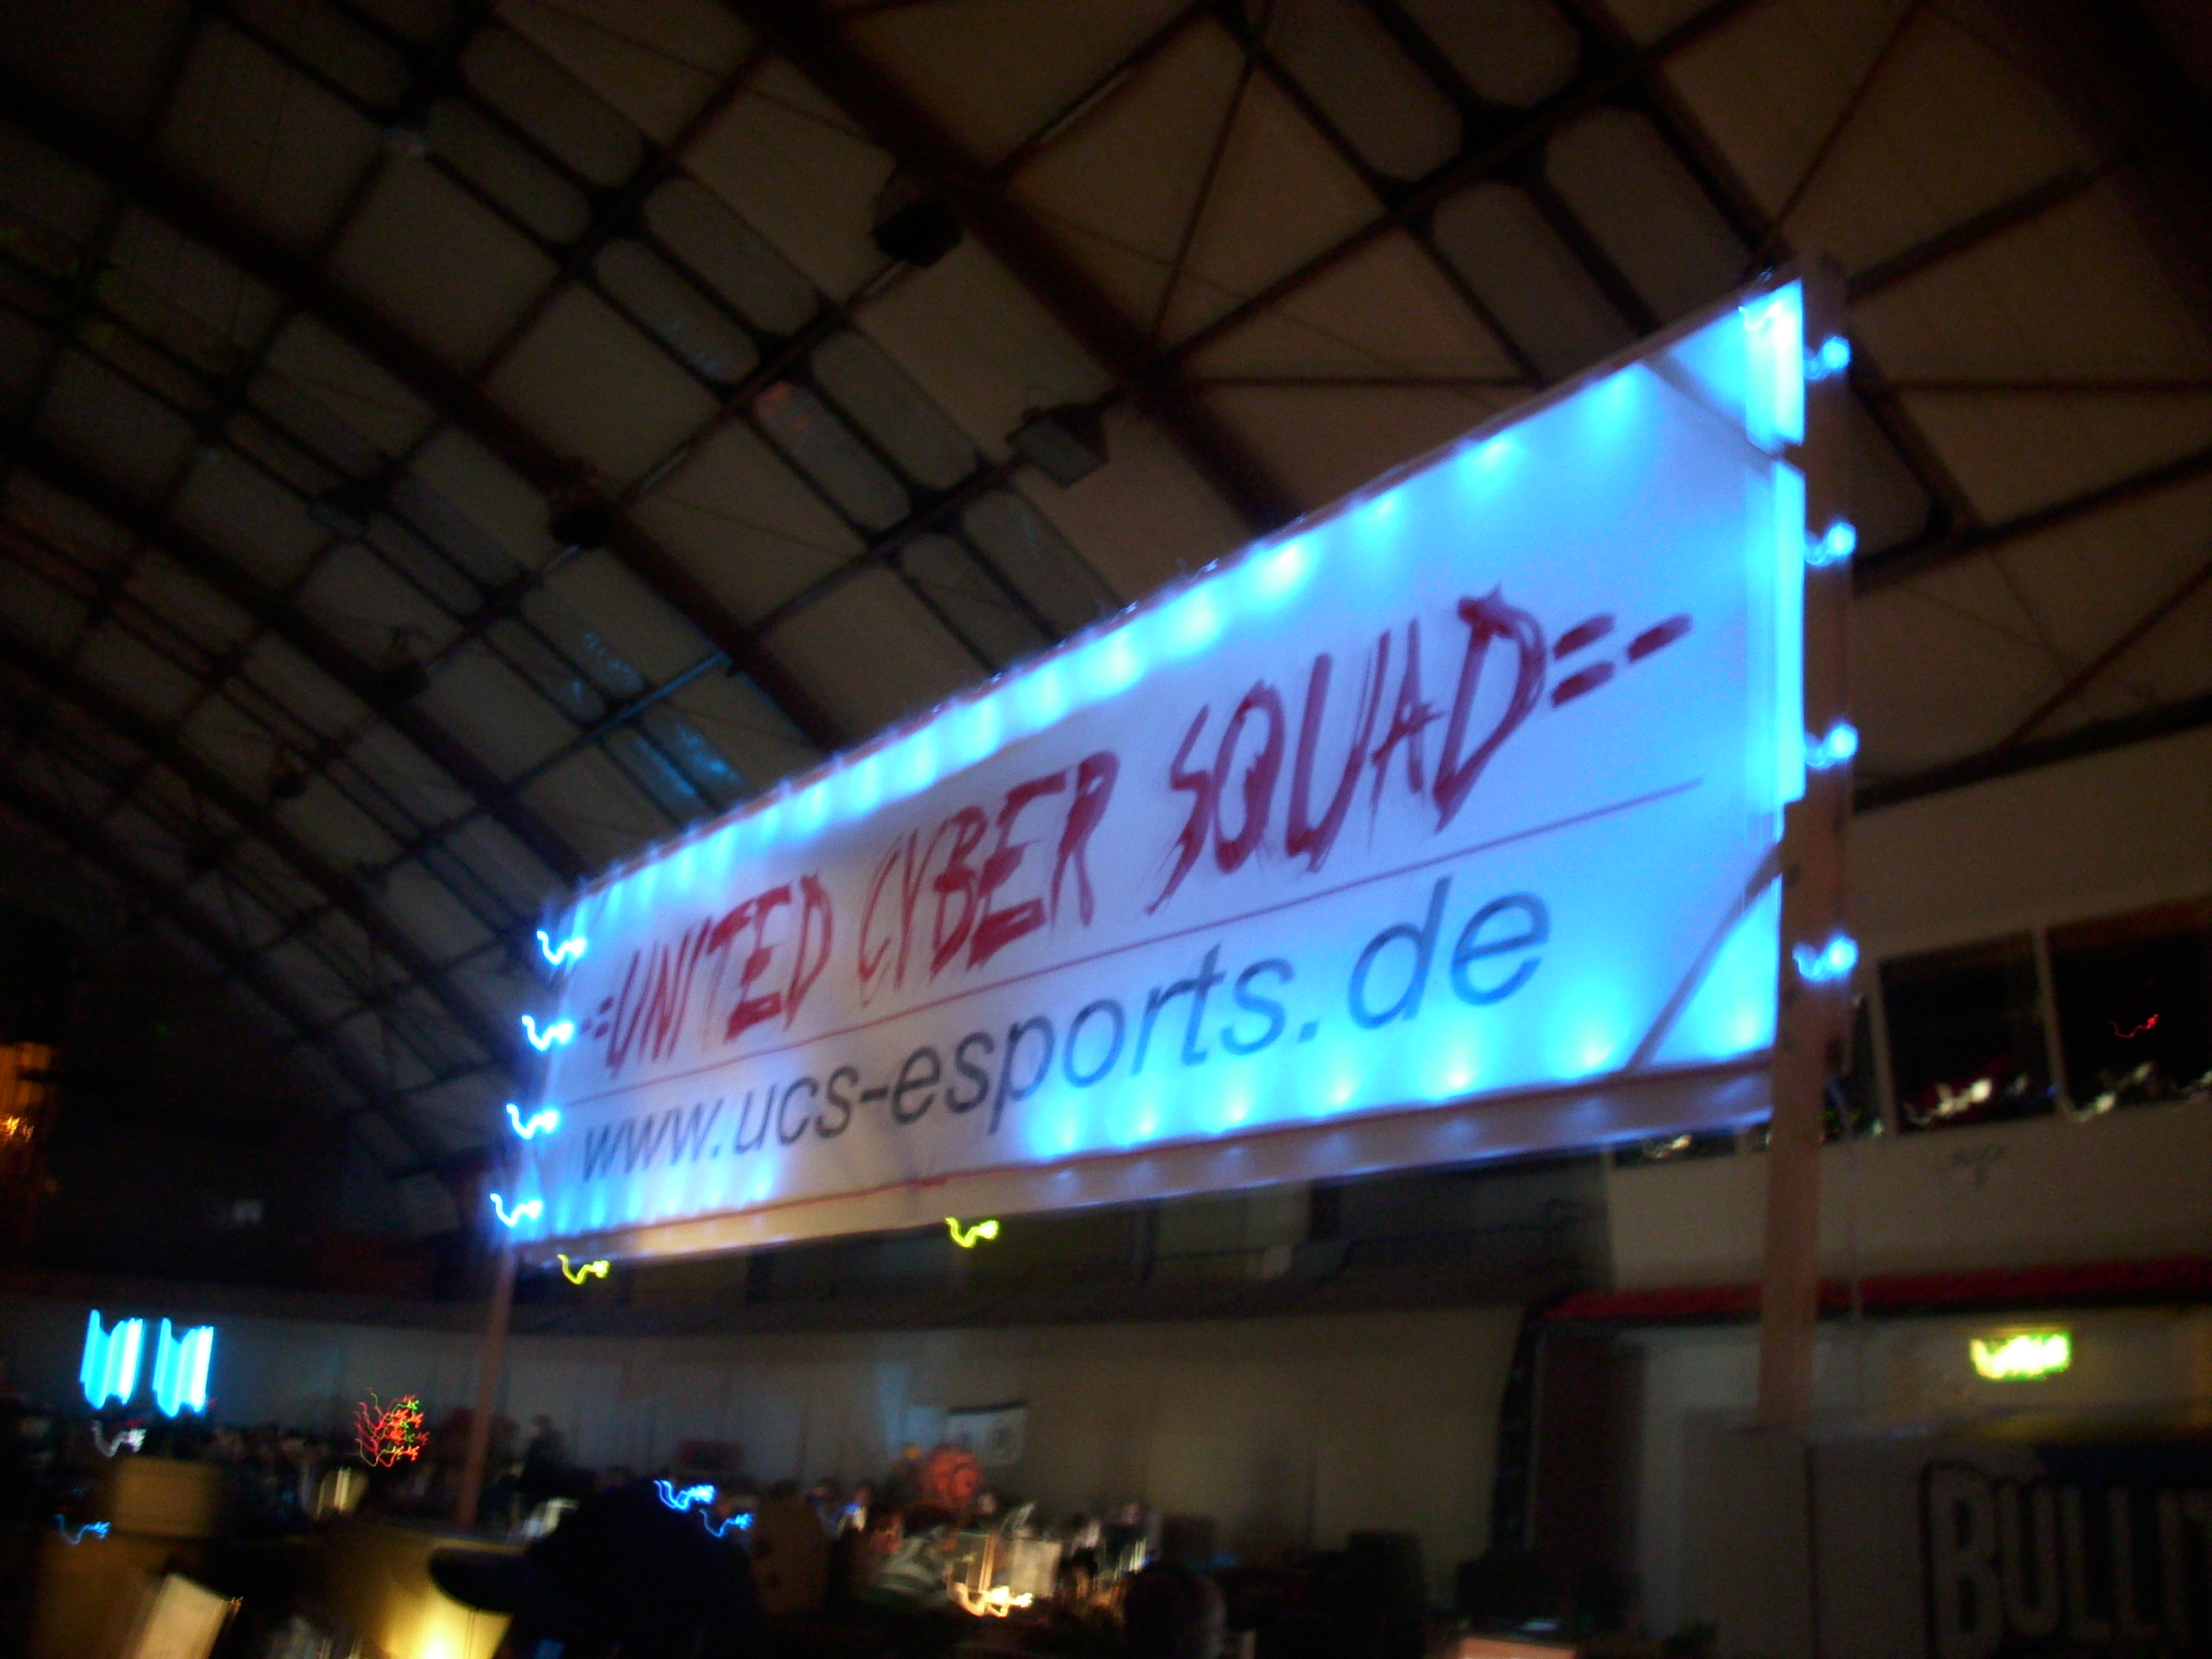 -=UNITED CYBER SQUAD=-
www.ucs-esports.de